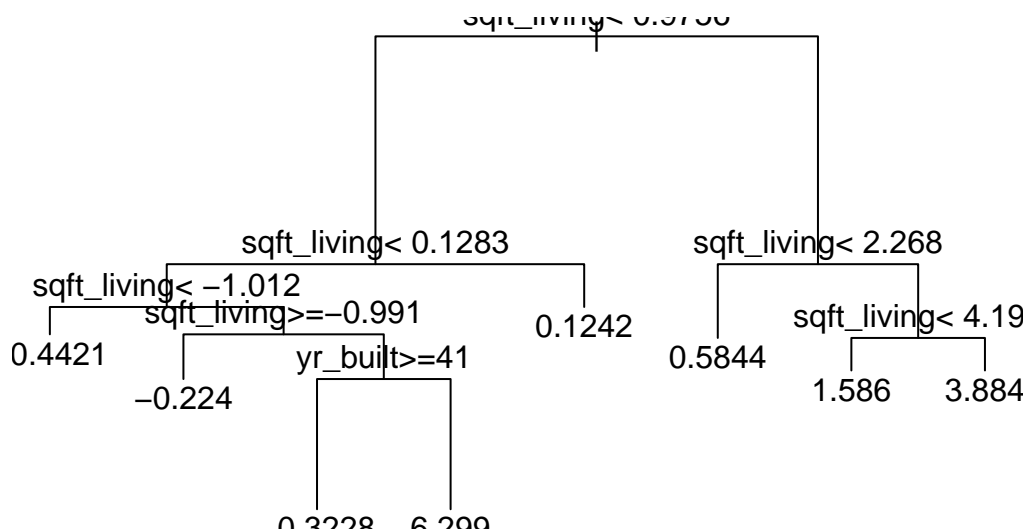 sqft_living< 0.9756
sqft_living< 0.1283
sqft_living< 2.268
sqft_living< −1.012
sqft_living>=−0.991
sqft_living< 4.19
0.1242
0.4421
yr_built>=41
0.5844
−0.224
1.586
3.884
0.3228
6.299